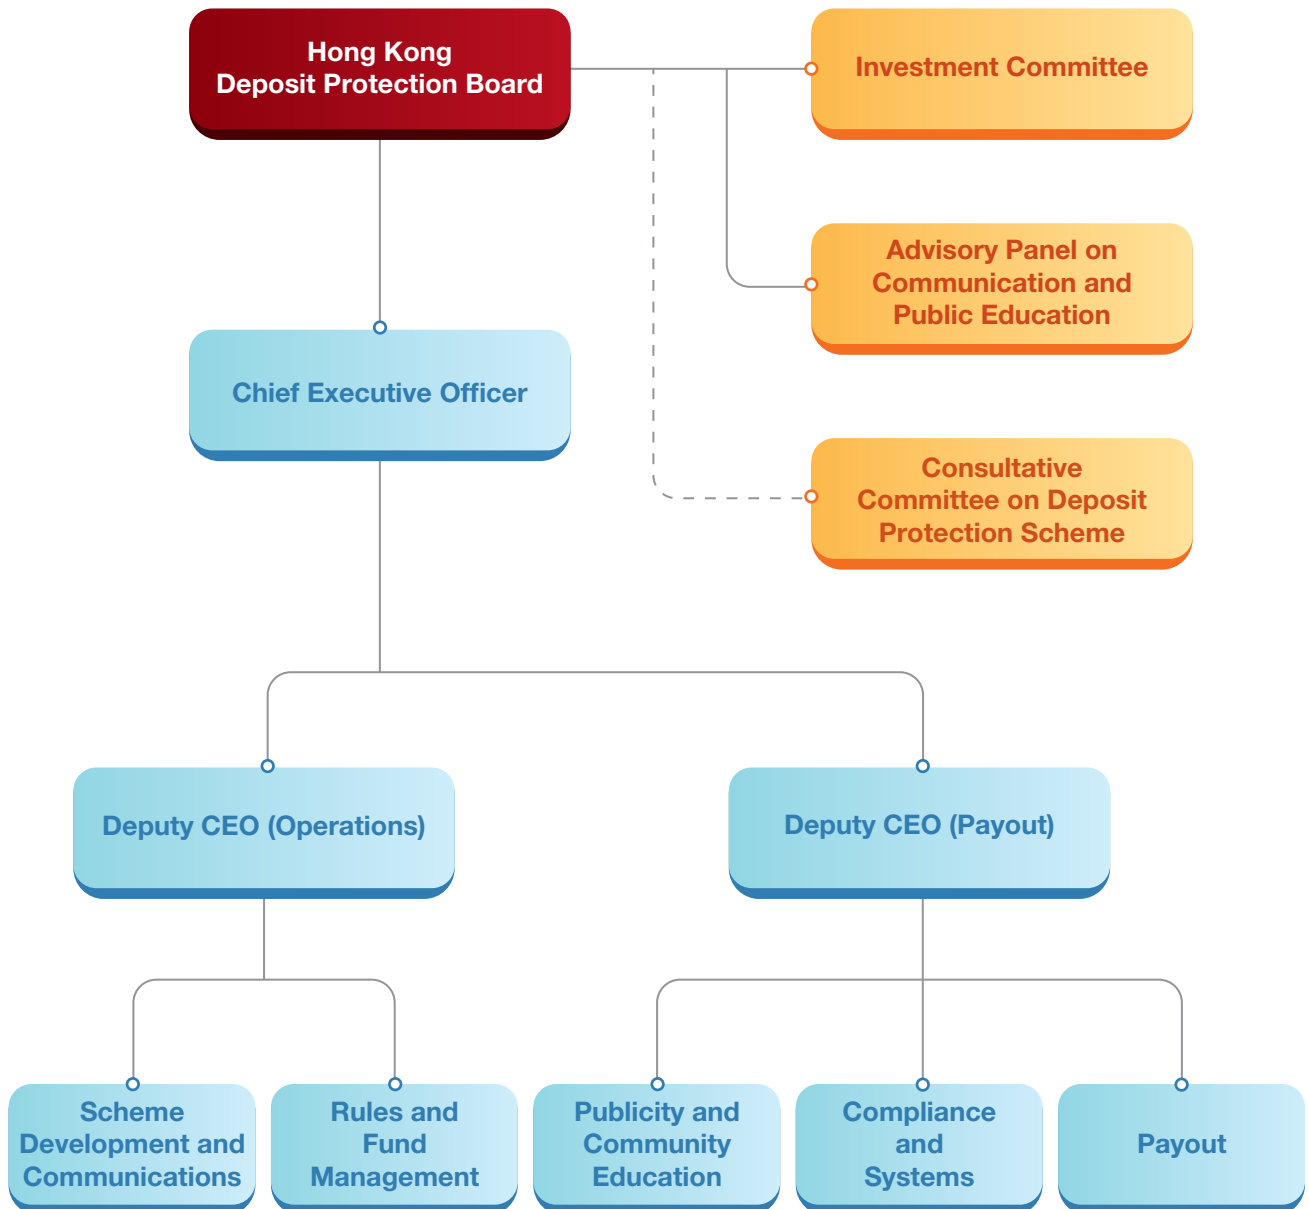 Hong Kong
Deposit Protection Board
Investment Committee
Advisory Panel on
Communication and
Public Education
Chief Executive Officer
Consultative
Committee on Deposit
Protection Scheme
Deputy CEO (Operations)
Deputy CEO (Payout)
Scheme
Development and
Communications
Rules and
Fund
Management
Publicity and
Community
Education
Compliance
and
Systems
Payout